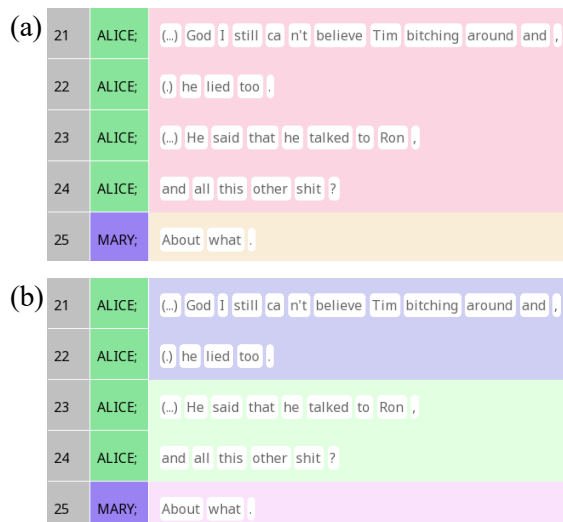 (a) 21 ALICE; (...) God I still ca n't believe Tim bitching around and ,
22 ALICE; (.) he lied too .
23 ALICE; (...) He said that he talked to Ron ,
24 ALICE; and all this other shit ?
25 MARY; About what .
(b) 21 ALICE; (...) God I still ca n't believe Tim bitching around and ,
22 ALICE; (.) he lied too .
23 ALICE; (...) He said that he talked to Ron ,
24 ALICE; and all this other shit ?
25 MARY; About what .